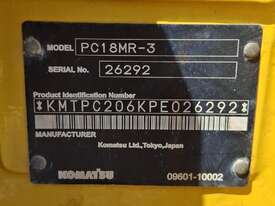 MODEL PC18MR-3
SERIAL No. 26292
Product Identification Number
*KMTPC206KPE026292*
MANUFACTURER
Komatsu Ltd.,Tokyo,Japan
KOMATSU 09601-10002